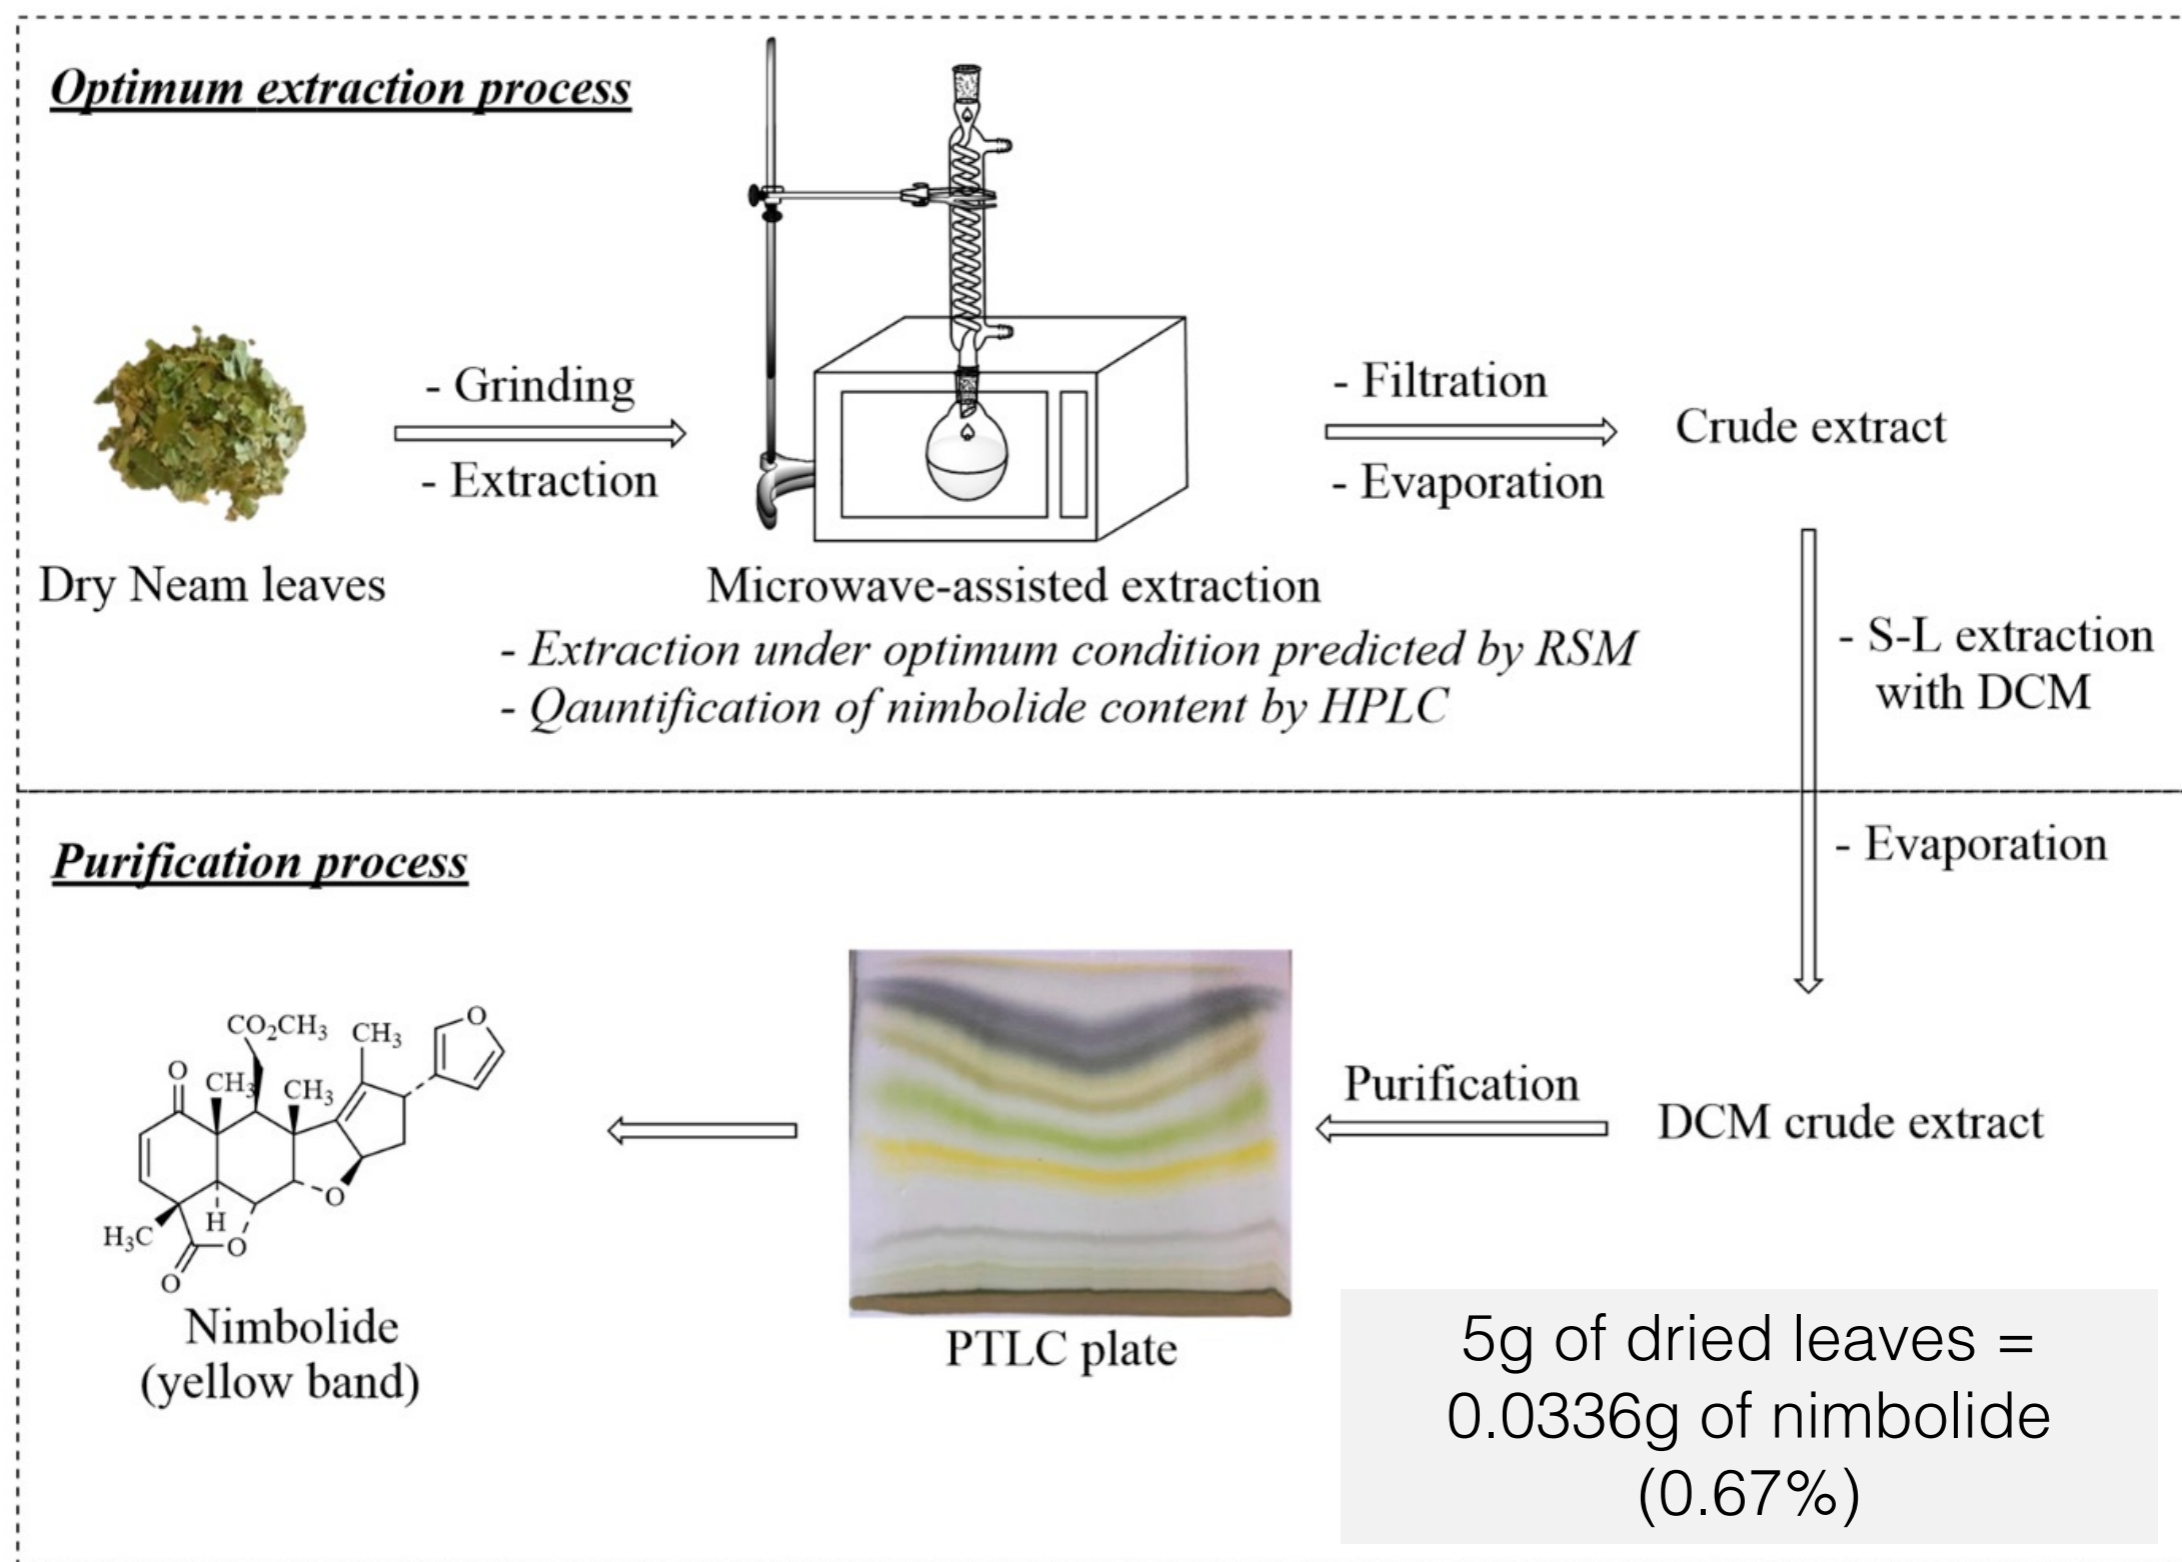 Optimum extraction process
- Grinding
- Extraction
Dry Neam leaves
Microwave-assisted extraction
- Extraction under optimum condition predicted by RSM
- Qauntification of nimbolide content by HPLC
- Filtration
- Evaporation
Crude extract
- S-L extraction
with DCM
- Evaporation
Purification process
DCM crude extract
Purification
PTLC plate
CO₂CH₃
CH₃
O
O
CH₃
CH₃
H₃C
H
O
O
O
Nimbolide
(yellow band)
5g of dried leaves =
0.0336g of nimbolide
(0.67%)